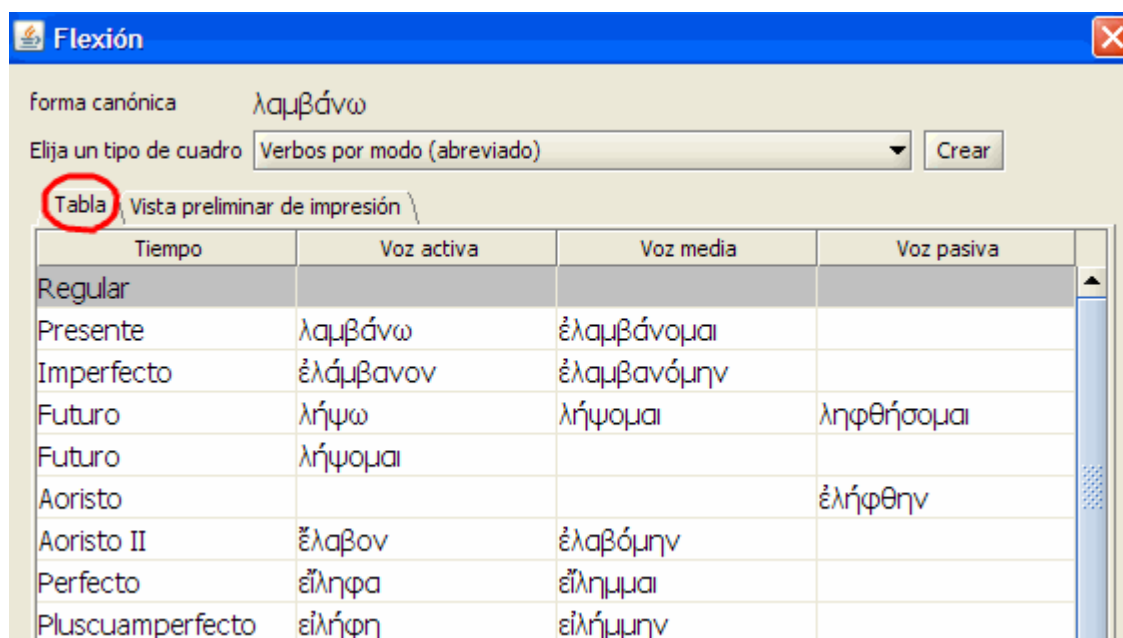 Flexión
forma canónica λαμβάνω
Elija un tipo de cuadro Verbos por modo (abreviado) Crear
Tabla Vista preliminar de impresión
Tiempo Voz activa Voz media Voz pasiva
Regular
Presente λαμβάνω ἐλαμβάνομαι
Imperfecto ἐλάμβανον ἐλαμβανόμην
Futuro λήψω λήψομαι ληφθήσομαι
Futuro λήψομαι
Aoristo ἐλήφθην
Aoristo II ἔλαβον ἐλαβόμην
Perfecto εἴληφα εἴλημμαι
Pluscuamperfecto εἰλήφη εἰλήμμην